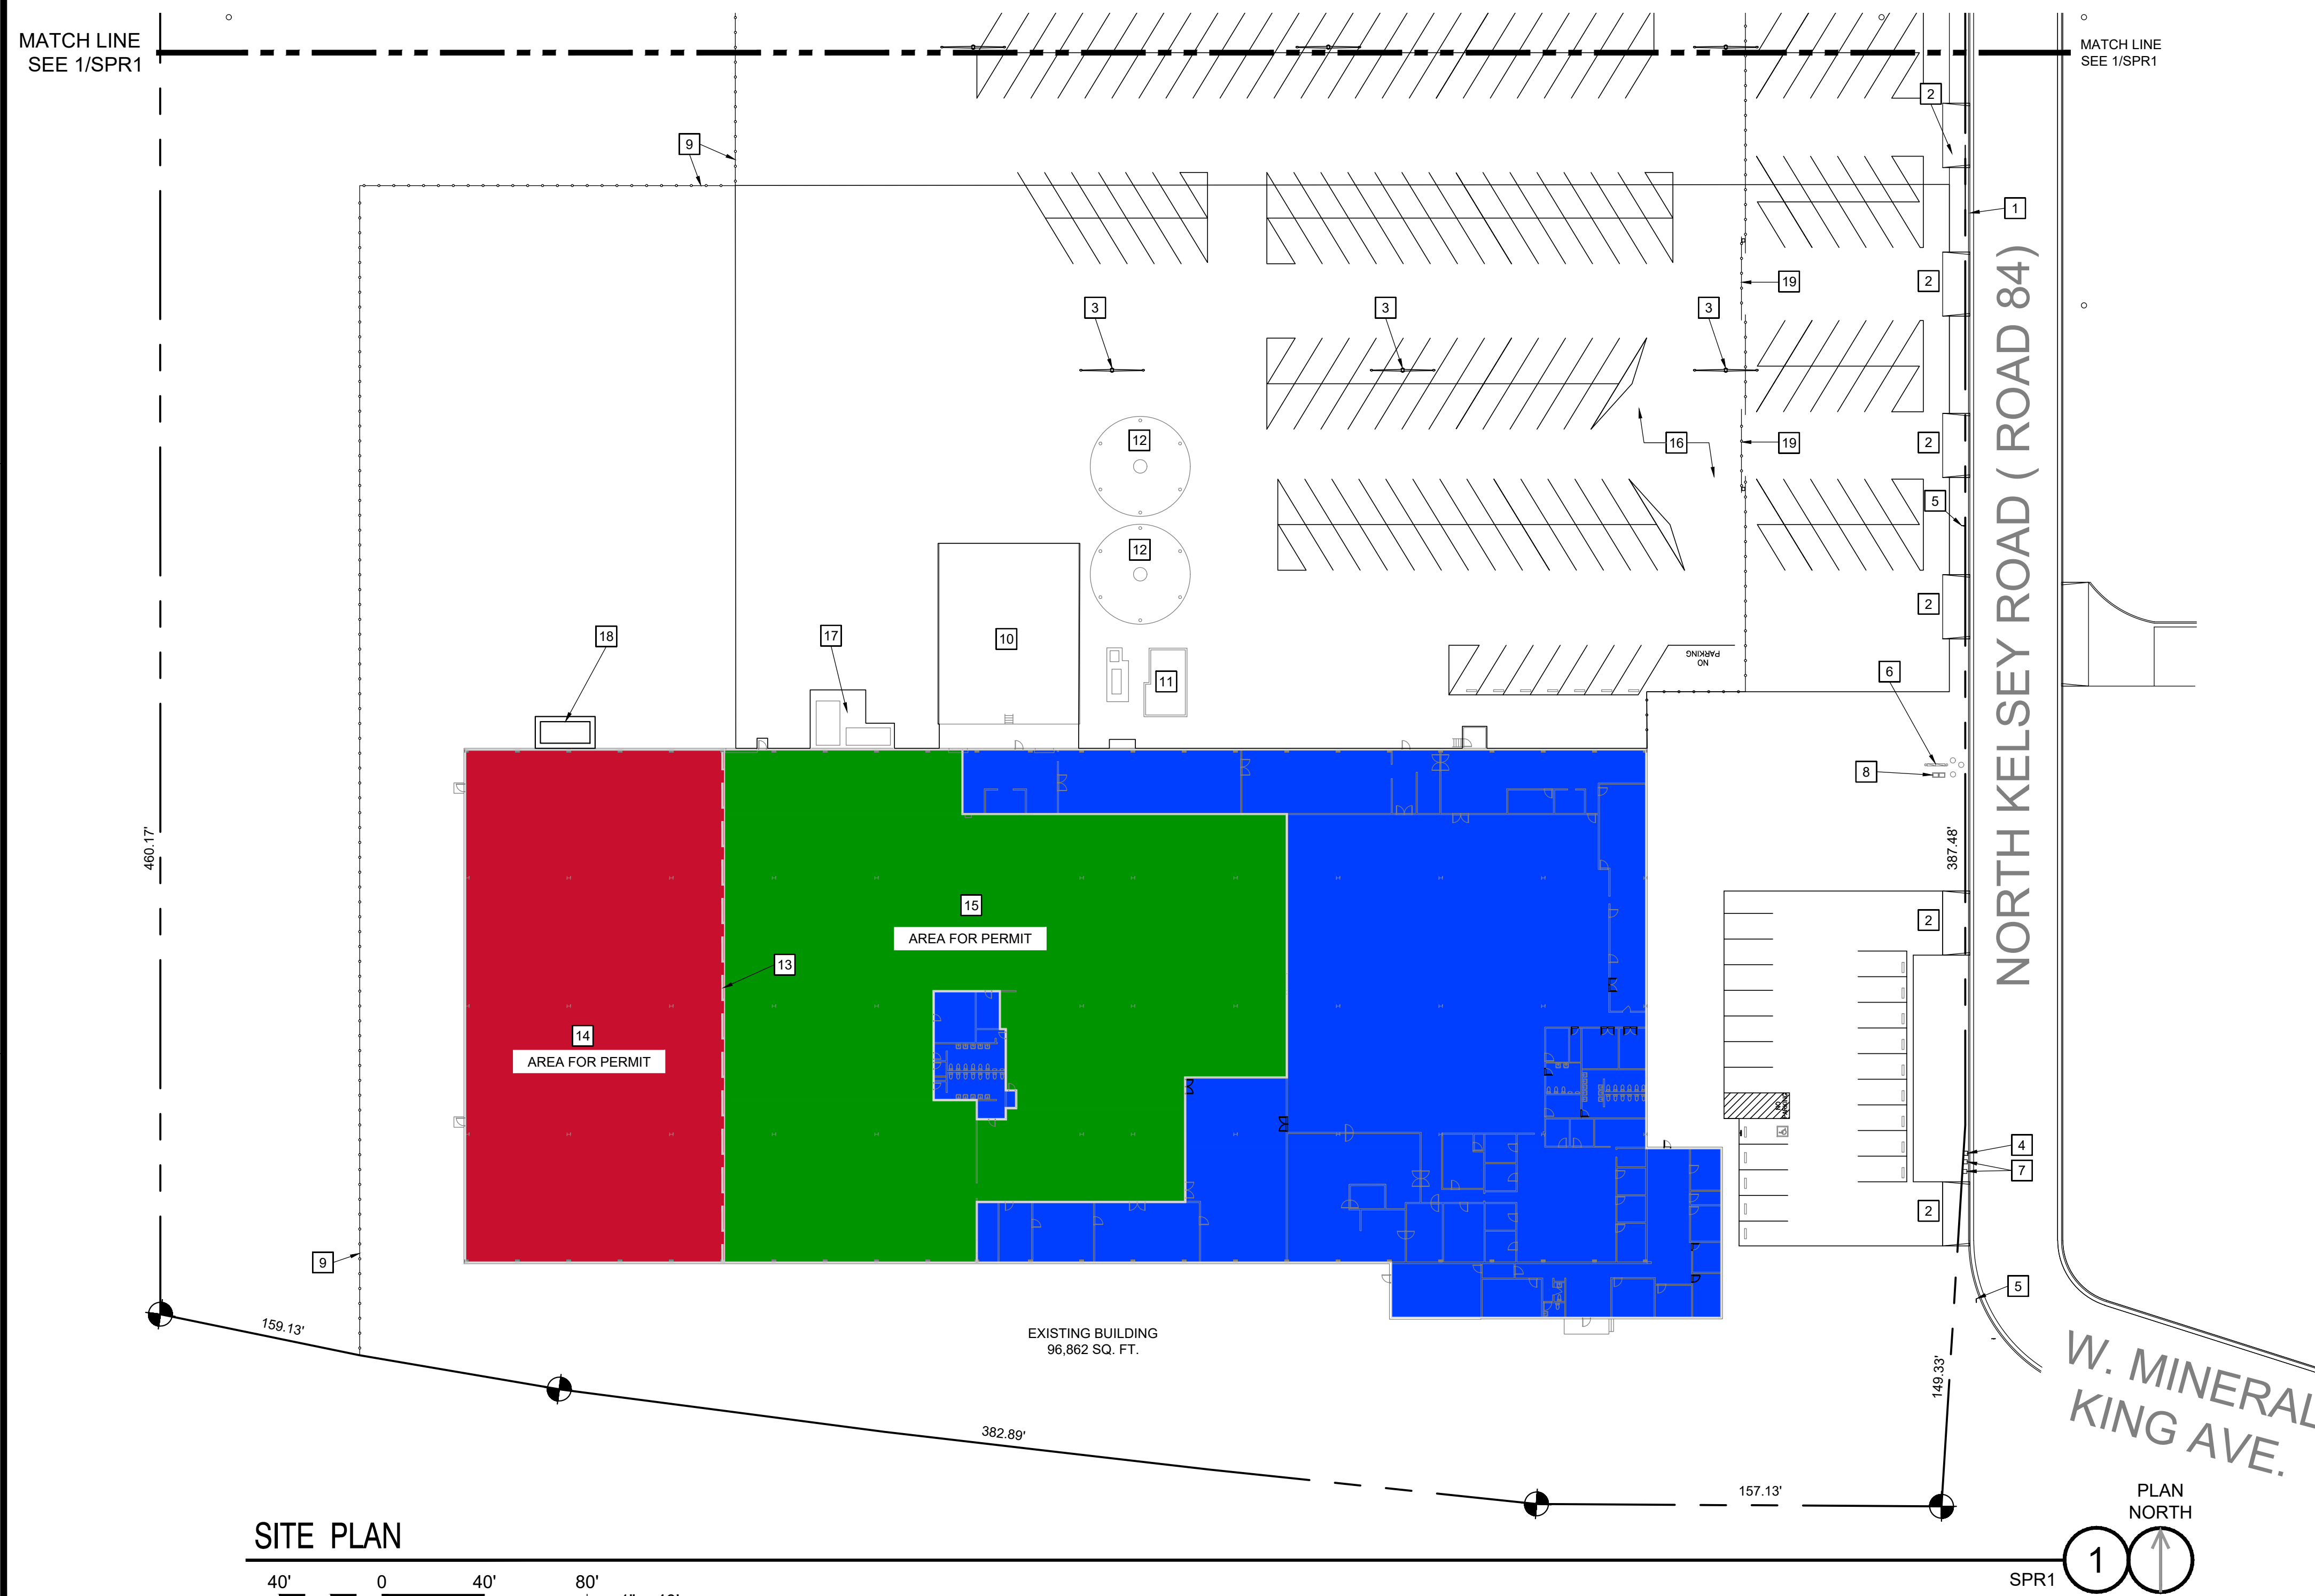 MATCH LINE
SEE 1/SPR1
MATCH LINE
SEE 1/SPR1
2
9
1
2
19
3
3
3
12
16
19
2
5
12
2
18
17
10
11
NO
PARKING
6
8
NORTH KELSEY ROAD ( ROAD 84)
460.17'
387.48'
15
AREA FOR PERMIT
2
13
14
AREA FOR PERMIT
NO
PARKING
4
7
2
9
5
159.13'
EXISTING BUILDING
96,862 SQ. FT.
149.33'
W. MINERAL
KING AVE.
382.89'
157.13'
PLAN
NORTH
SITE PLAN
1
SPR1
40'
0
40'
80'